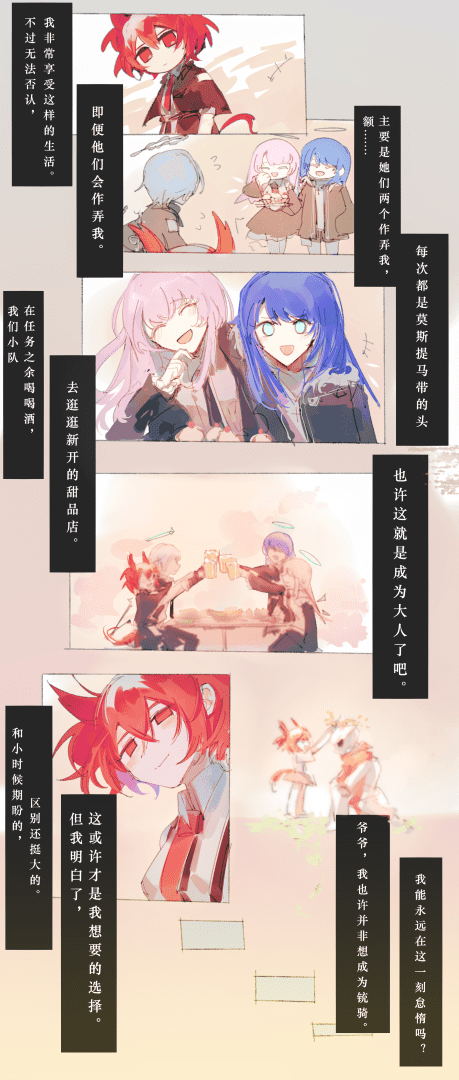 不过无法否认，
我非常享受这样的生活。
即便他们会作弄我。
额……
主要是她们两个作弄我，
每次都是莫斯提马带的头
我们小队
在任务之余喝喝酒，
去逛逛新开的甜品店。
也许这就是成为大人了吧。
和小时候期盼的，
区别还挺大的。
但我明白了，
这或许才是我想要的选择。
爷爷，我也许并非想成为铳骑。
我能永远在这一刻怠惰吗？